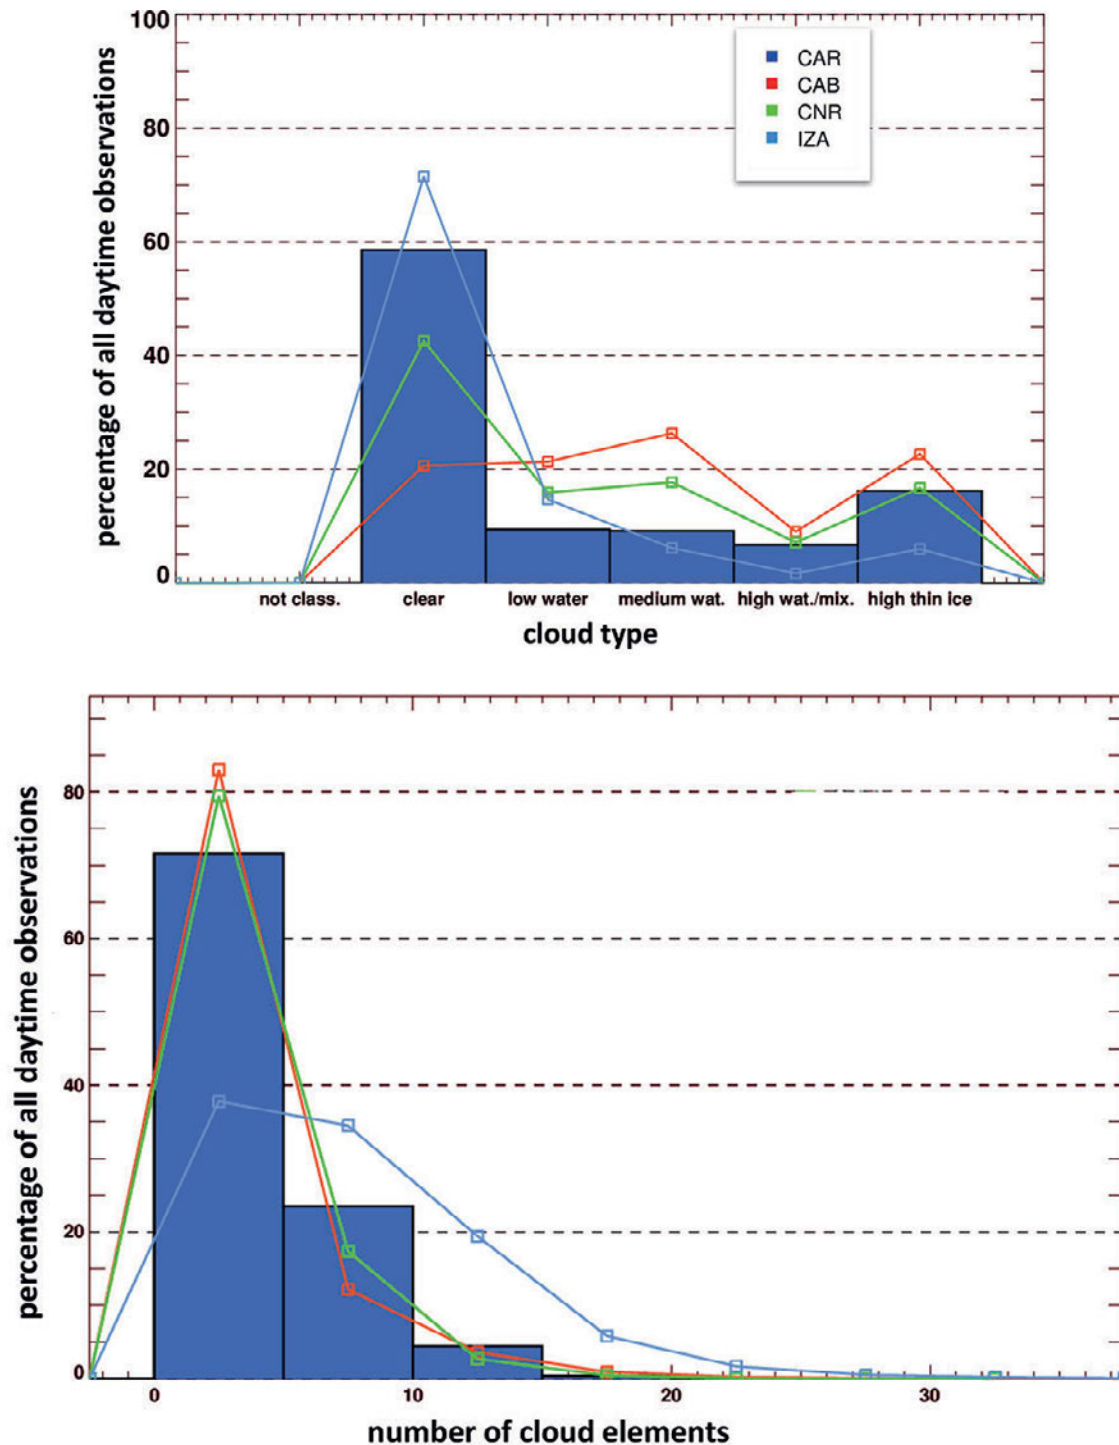 100
80
60
40
20
0
percentage of all daytime observations
CAR
CAB
CNR
IZA
not class. clear low water medium wat. high wat./mix. high thin ice
cloud type
80
60
40
20
0
percentage of all daytime observations
0 10 20 30
number of cloud elements